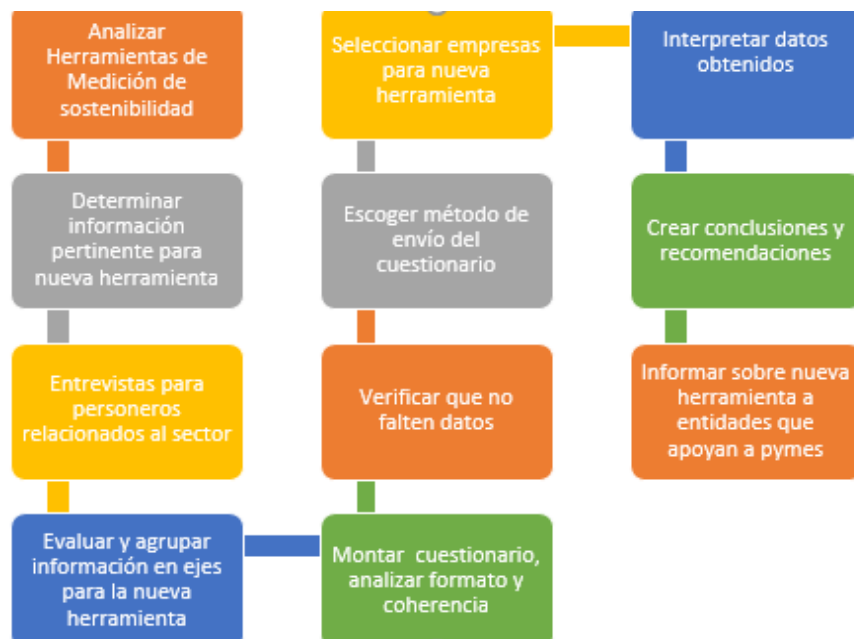 Analizar
Herramientas de
Medición de
sostenibilidad
Determinar
información
pertinente para
nueva herramienta
Entrevistas para
personeros
relacionados al sector
Evaluar y agrupar
información en ejes
para la nueva
herramienta
Montar cuestionario,
analizar formato y
coherencia
Verificar que no
falten datos
Escoger método de
envío del
cuestionario
Seleccionar empresas
para nueva
herramienta
Interpretar datos
obtenidos
Crear conclusiones y
recomendaciones
Informar sobre nueva
herramienta a
entidades que
apoyan a pymes